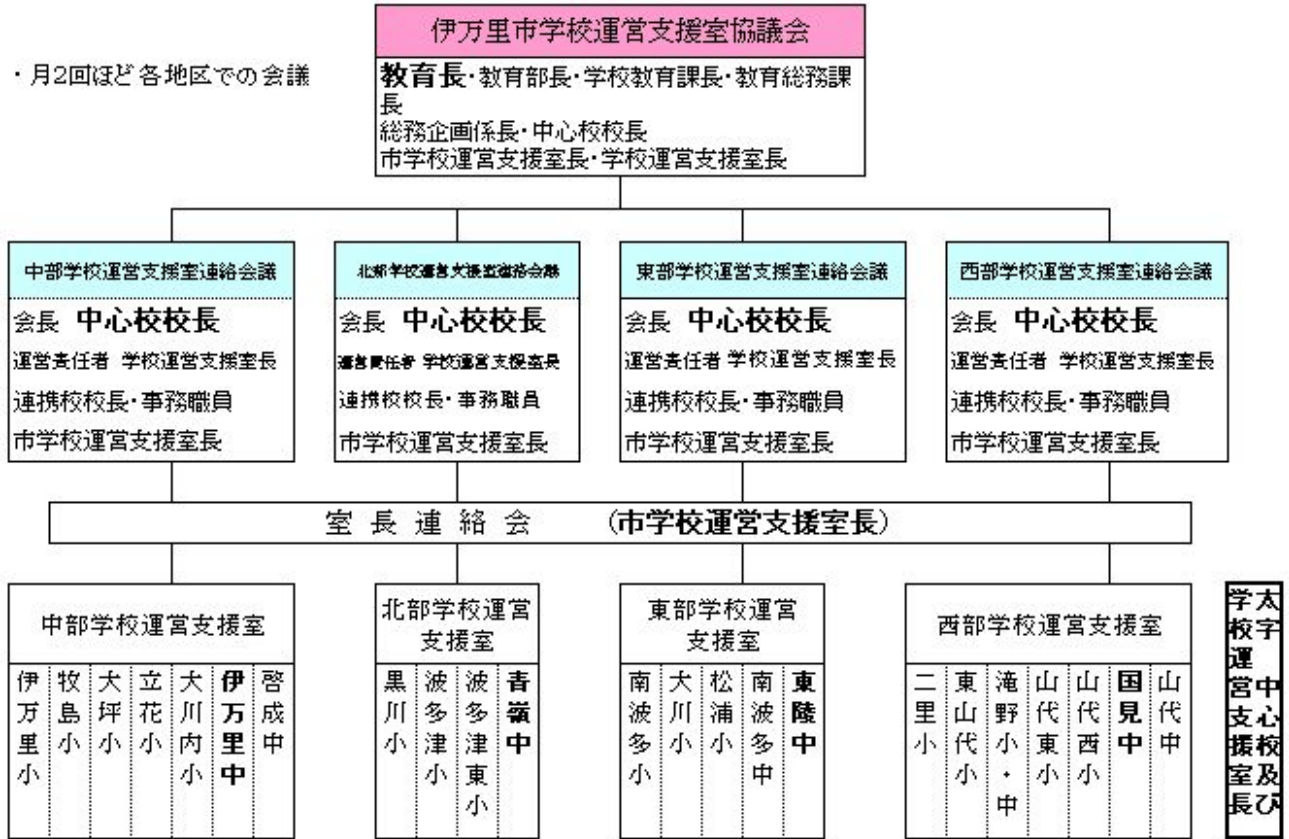 伊万里市学校運営支援室協議会
・月2回ほど各地区での会議
教育長・教育部長・学校教育課長・教育総務課
長
総務企画係長・中心校校長
市学校運営支援室長・学校運営支援室長
中部学校運営支援室連絡会議
会長 中心校校長
運営責任者 学校運営支援室長
連携校校長・事務職員
市学校運営支援室長
北部学校運営支援室連絡会議
会長 中心校校長
運営責任者 学校運営支援室長
連携校校長・事務職員
市学校運営支援室長
東部学校運営支援室連絡会議
会長 中心校校長
運営責任者 学校運営支援室長
連携校校長・事務職員
市学校運営支援室長
西部学校運営支援室連絡会議
会長 中心校校長
運営責任者 学校運営支援室長
連携校校長・事務職員
市学校運営支援室長
室長連絡会 (市学校運営支援室長)
中部学校運営支援室
伊万里小
牧島小
大坪小
立花小
大川内小
伊万里中
啓成中
北部学校運営
支援室
黒川小
波多津小
波多津東小
青嶺中
東部学校運営
支援室
南波多小
大川小
松浦小
南波多中
東陵中
西部学校運営支援室
二里小
東山代小
滝野小・中
山代東小
山代西小
国見中
山代中
太字 中心校及び
学校運営支援室長